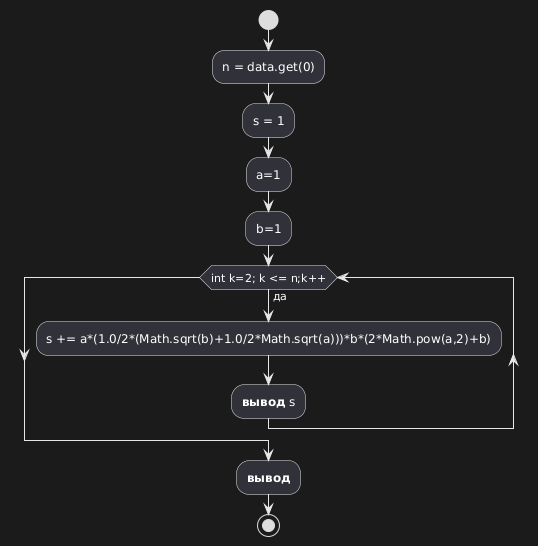 n = data.get(0)
s = 1
a=1
b=1
int k=2; k <= n;k++
да
s += a*(1.0/2*(Math.sqrt(b)+1.0/2*Math.sqrt(a)))*b*(2*Math.pow(a,2)+b)
вывод s
вывод